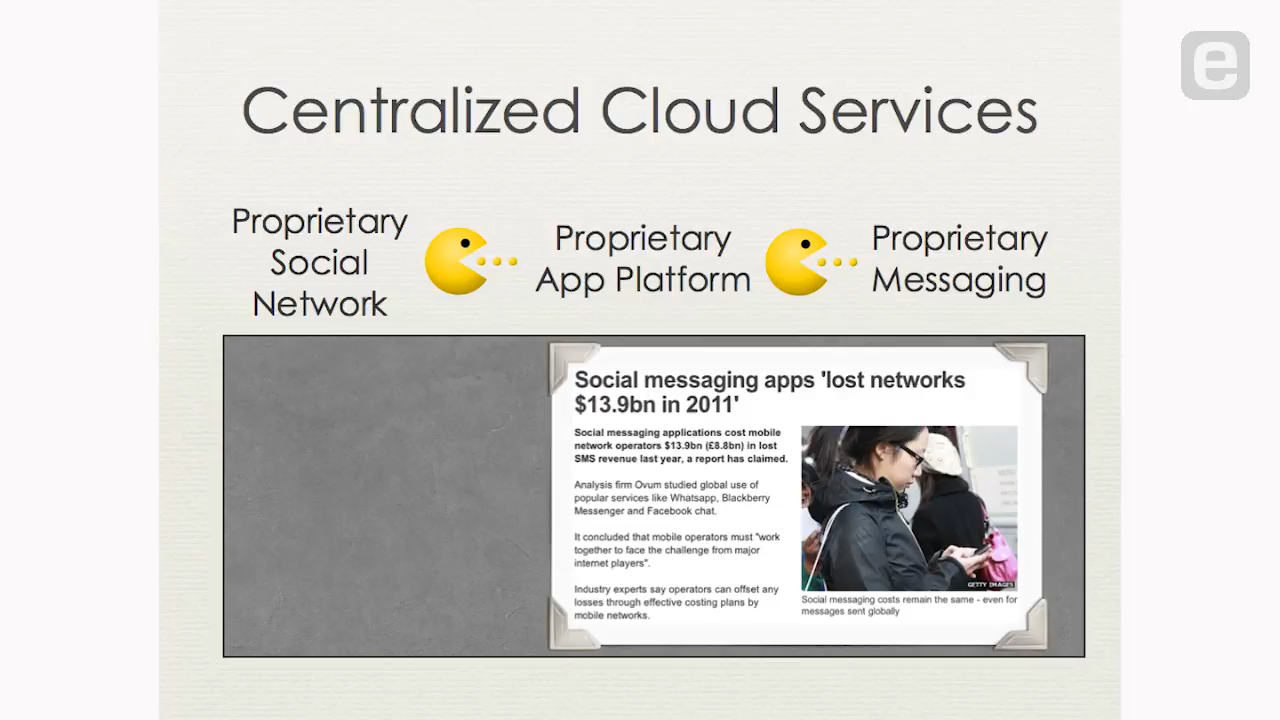 e
Centralized Cloud Services
Proprietary
Social
Network
Proprietary
App Platform
Proprietary
Messaging
Social messaging apps 'lost networks
$13.9bn in 2011'
Social messaging applications cost mobile
network operators $13.9bn (£8.8bn) in lost
SMS revenue last year, a report has claimed.
Analysis firm Ovum studied global use of
popular services like Whatsapp, Blackberry
Messenger and Facebook chat.
It concluded that mobile operators must "work
together to face the challenge from major
internet players".
Industry experts say operators can offset any
losses through effective costing plans by
mobile networks.
GETTY IMAGES
Social messaging costs remain the same - even for
messages sent globally